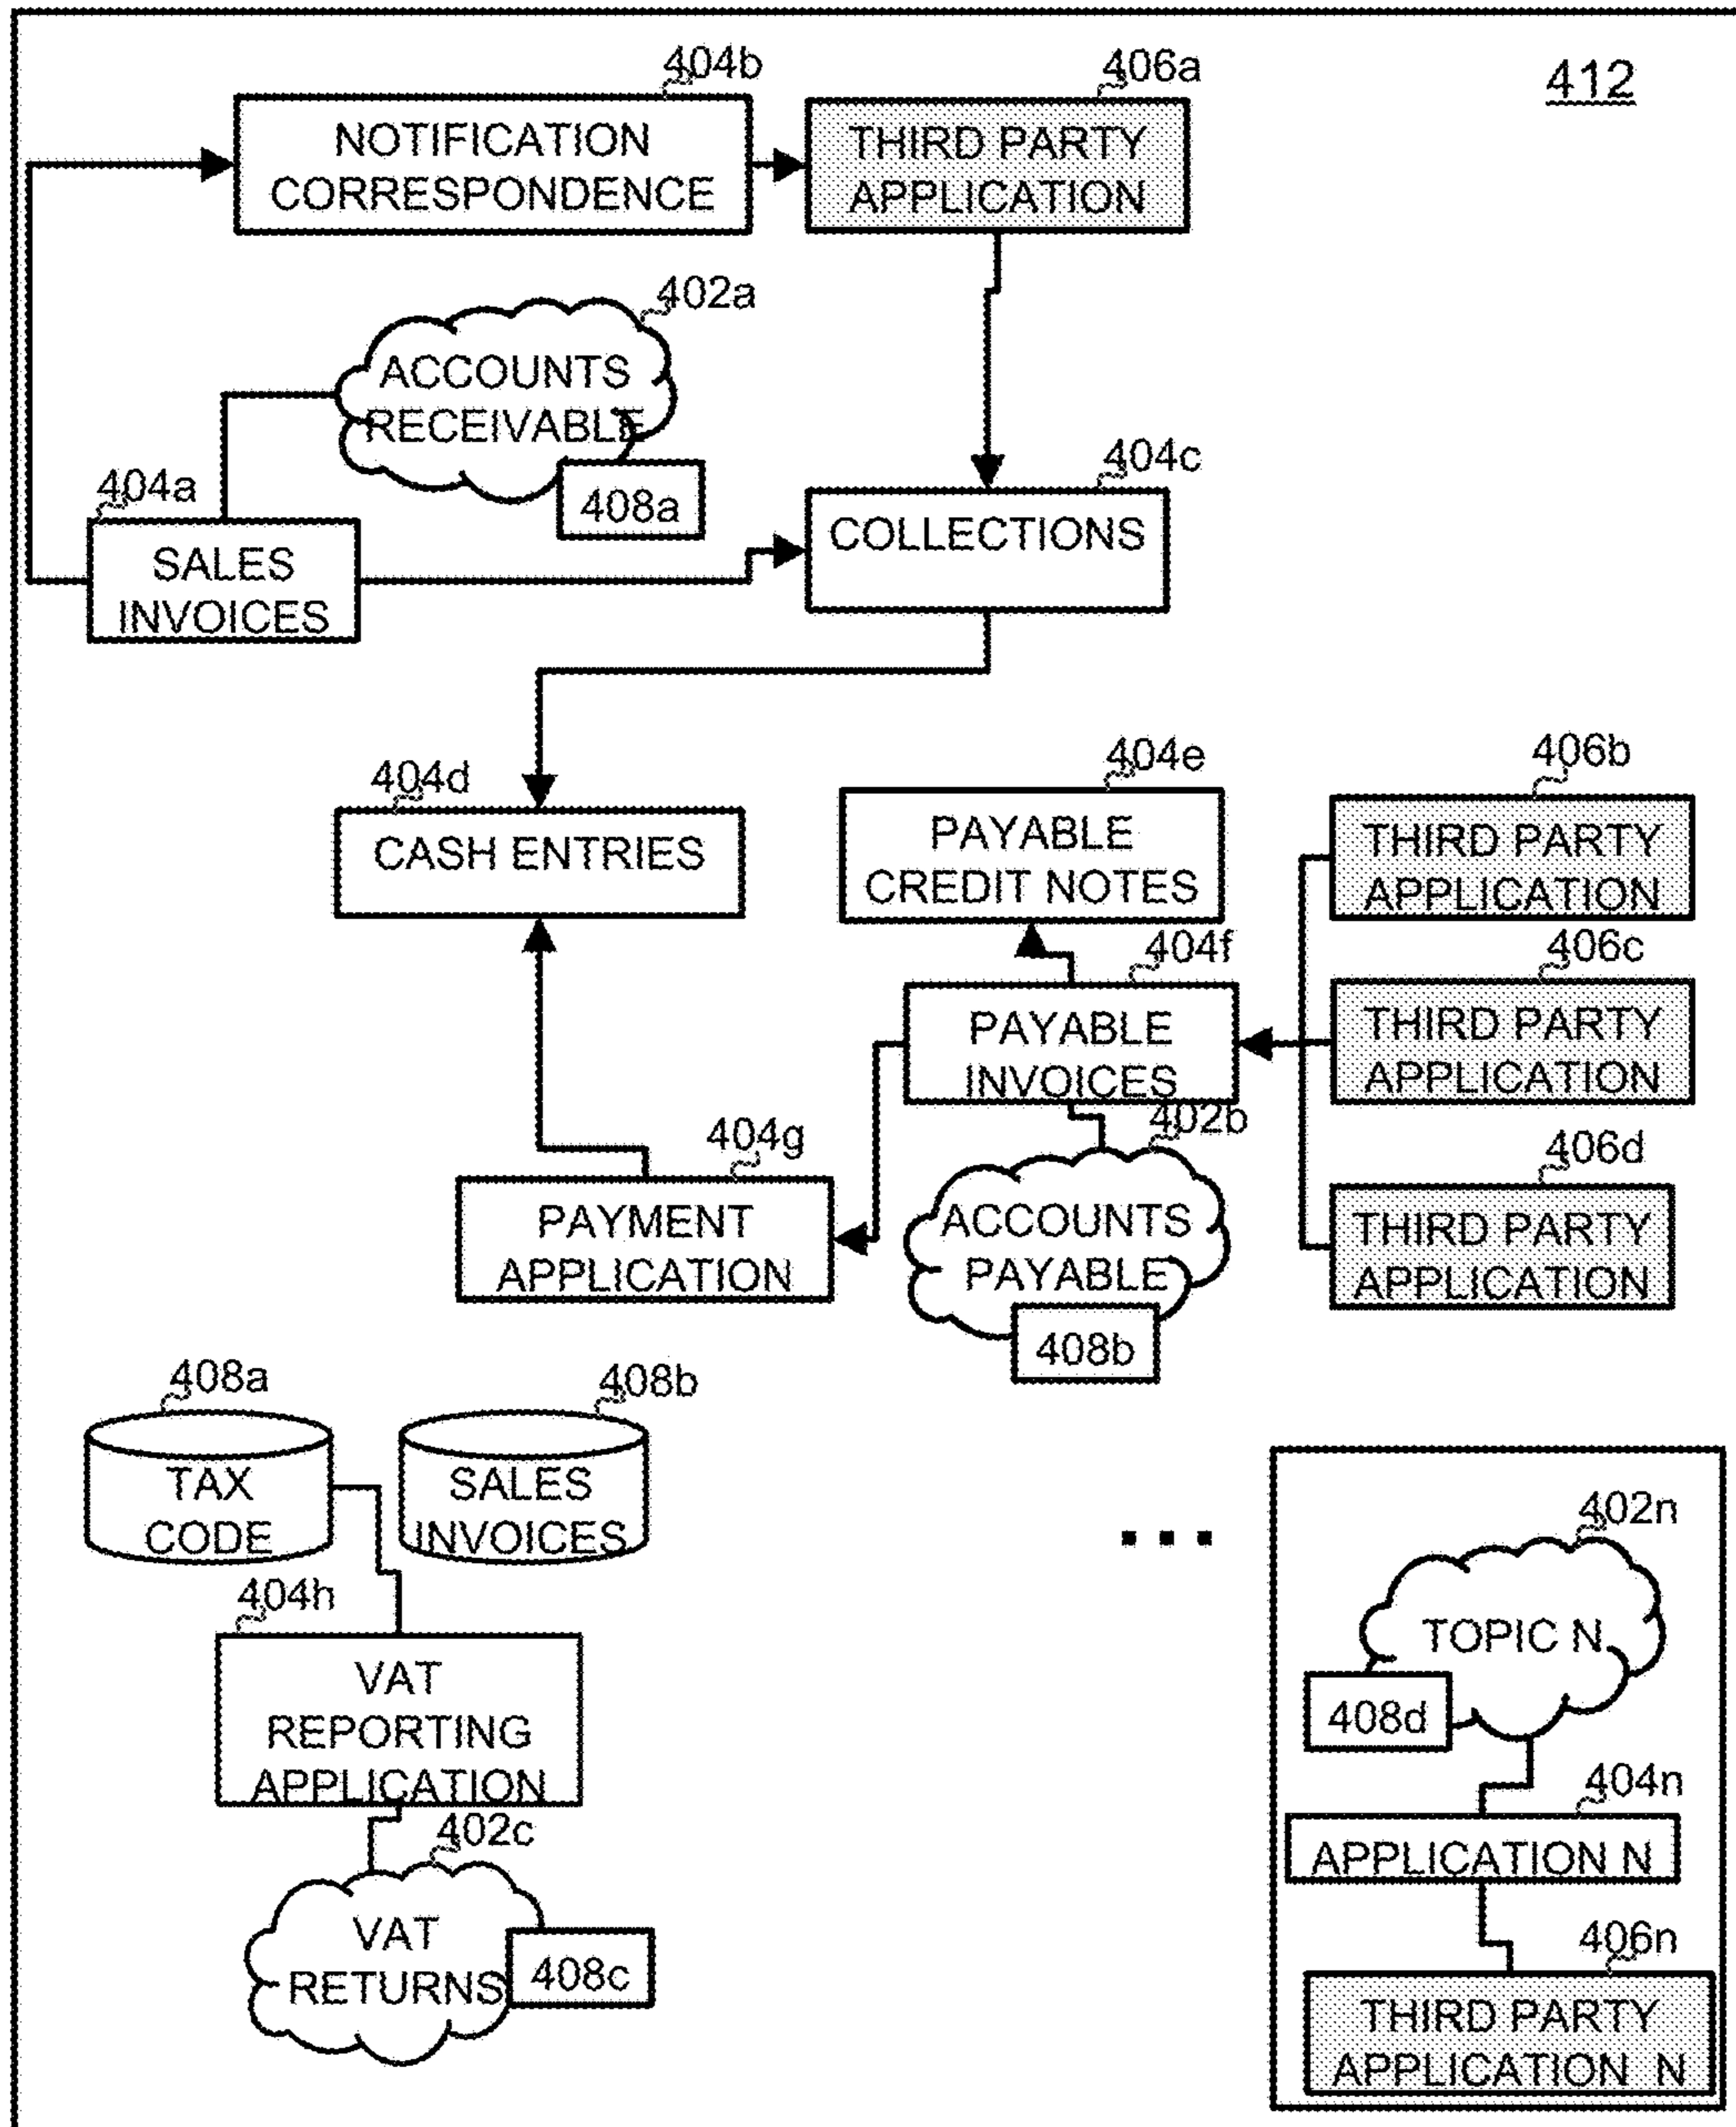 412
404b
NOTIFICATION
CORRESPONDENCE
406a
THIRD PARTY
APPLICATION
402a
ACCOUNTS
RECEIVABLE
408a
404a
SALES
INVOICES
404c
COLLECTIONS
404d
CASH ENTRIES
404e
PAYABLE
CREDIT NOTES
406b
THIRD PARTY
APPLICATION
404f
PAYABLE
INVOICES
406c
THIRD PARTY
APPLICATION
404g
PAYMENT
APPLICATION
402b
ACCOUNTS
PAYABLE
408b
406d
THIRD PARTY
APPLICATION
408a
TAX
CODE
408b
SALES
INVOICES
404h
VAT
REPORTING
APPLICATION
402c
VAT
RETURNS
408c
...
402n
TOPIC N
408d
404n
APPLICATION N
406n
THIRD PARTY
APPLICATION N